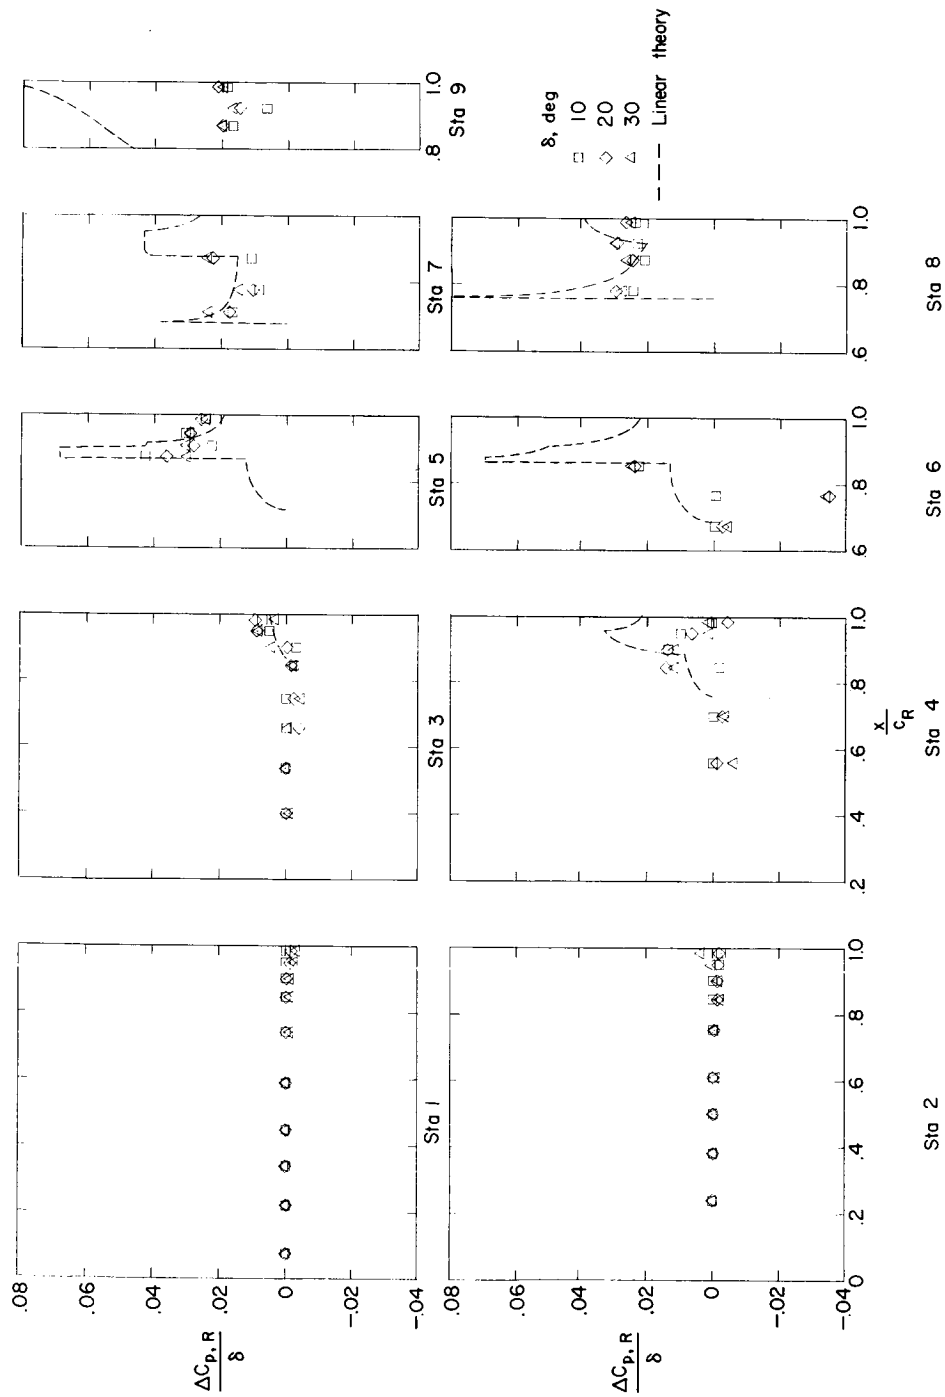 .08
.06
.04
.02
0
-.02
-.04
ΔC_{p,R}
δ
Sta 1
Sta 3
Sta 5
Sta 7
.8
1.0
Sta 9
.08
.06
.04
.02
0
-.02
-.04
ΔC_{p,R}
δ
0
.2
.4
.6
.8
1.0
Sta 2
.2
.4
.6
.8
1.0
x
c_R
Sta 4
.6
.8
1.0
Sta 6
.6
.8
1.0
Sta 8
δ, deg
□ 10
◇ 20
△ 30
--- Linear theory